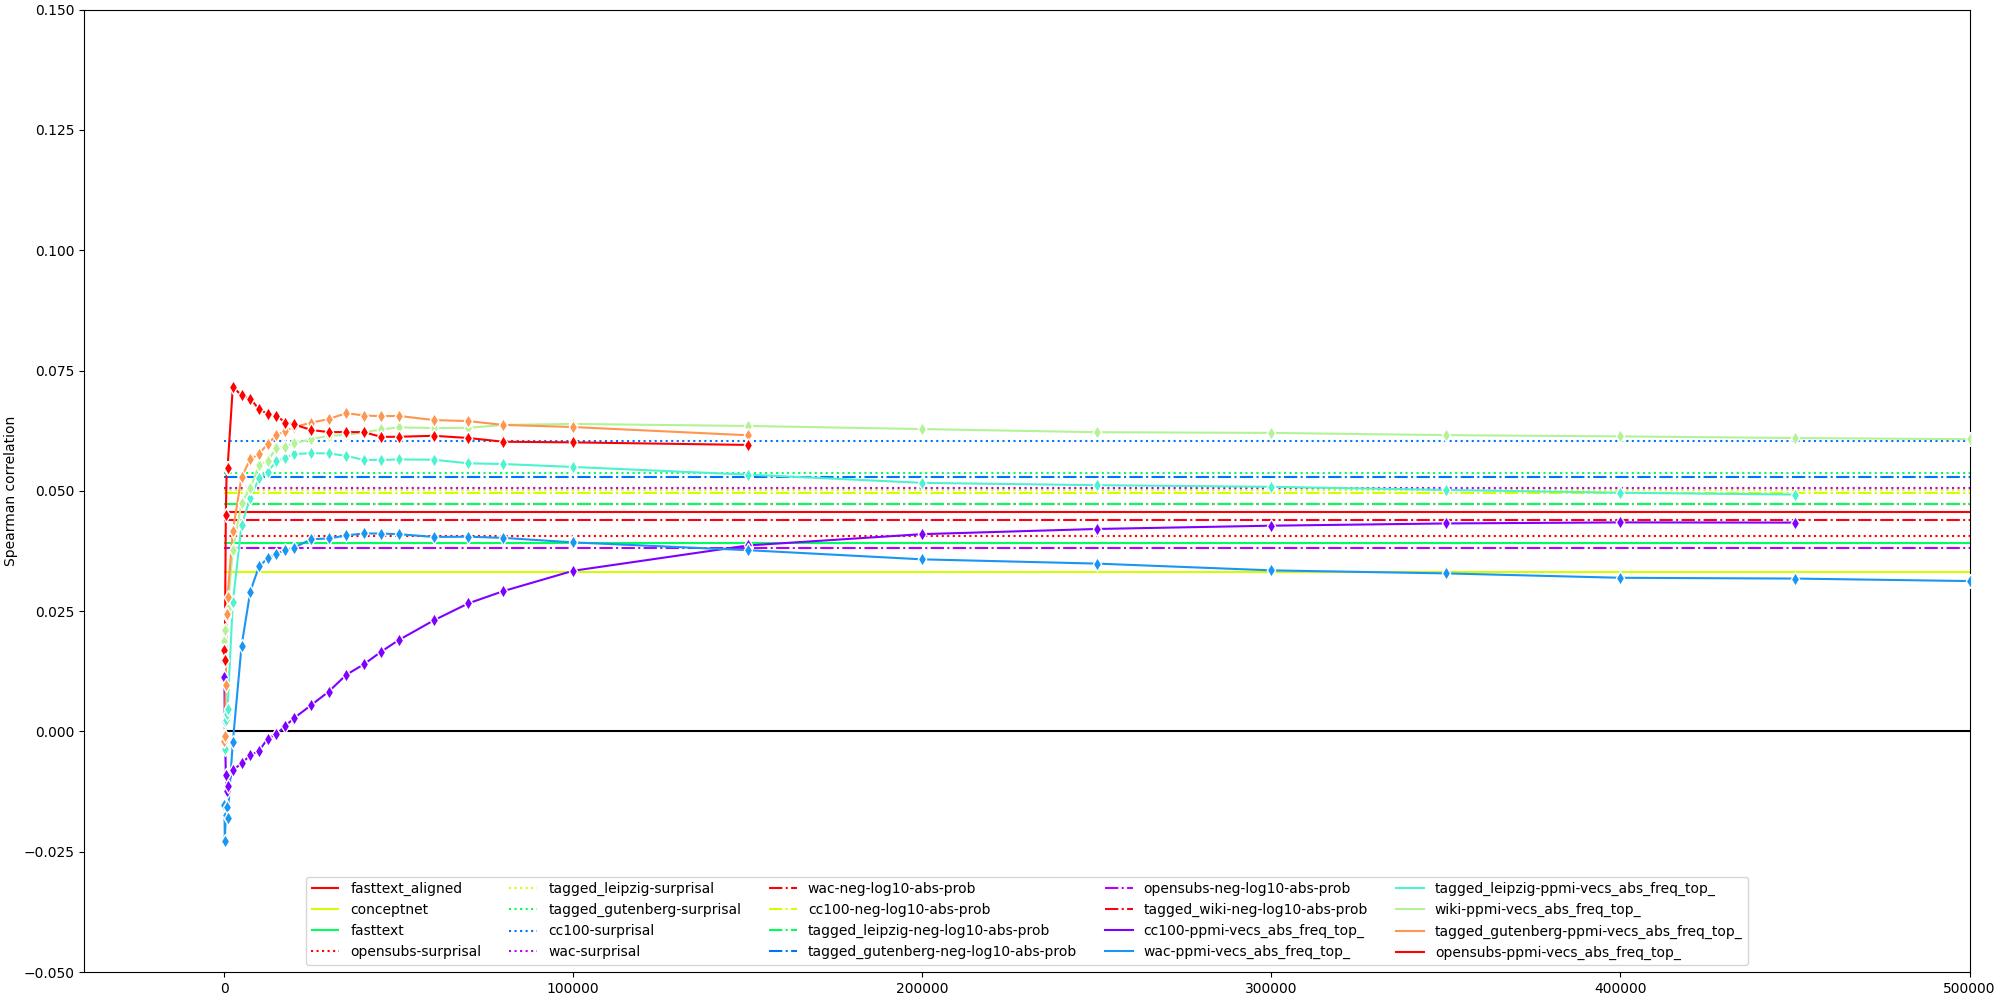 0.150
0.125
0.100
0.075
0.050
0.025
0.000
−0.025
−0.050
Spearman correlation
0
100000
200000
300000
400000
500000
fasttext_aligned
conceptnet
fasttext
opensubs-surprisal
tagged_leipzig-surprisal
tagged_gutenberg-surprisal
cc100-surprisal
wac-surprisal
wac-neg-log10-abs-prob
cc100-neg-log10-abs-prob
tagged_leipzig-neg-log10-abs-prob
tagged_gutenberg-neg-log10-abs-prob
opensubs-neg-log10-abs-prob
tagged_wiki-neg-log10-abs-prob
cc100-ppmi-vecs_abs_freq_top_
wac-ppmi-vecs_abs_freq_top_
tagged_leipzig-ppmi-vecs_abs_freq_top_
wiki-ppmi-vecs_abs_freq_top_
tagged_gutenberg-ppmi-vecs_abs_freq_top_
opensubs-ppmi-vecs_abs_freq_top_